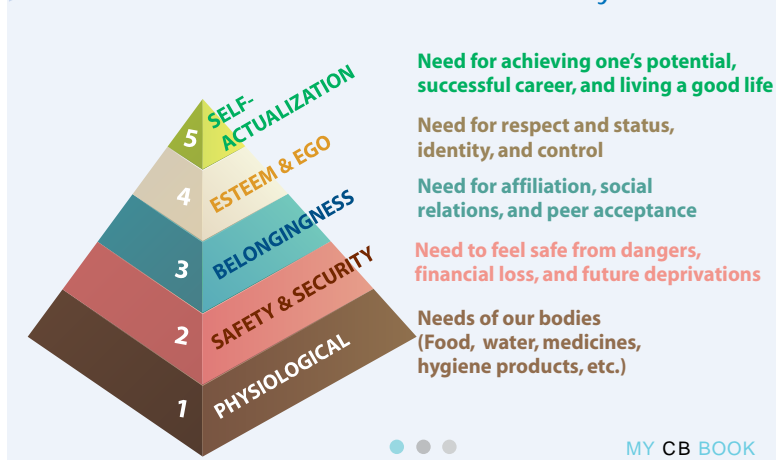 5
SELF-
ACTUALIZATION
Need for achieving one's potential,
successful career, and living a good life
4
ESTEEM & EGO
Need for respect and status,
identity, and control
3
BELONGINGNESS
Need for affiliation, social
relations, and peer acceptance
2
SAFETY & SECURITY
Need to feel safe from dangers,
financial loss, and future deprivations
1
PHYSIOLOGICAL
Needs of our bodies
(Food, water, medicines,
hygiene products, etc.)
MY CB BOOK